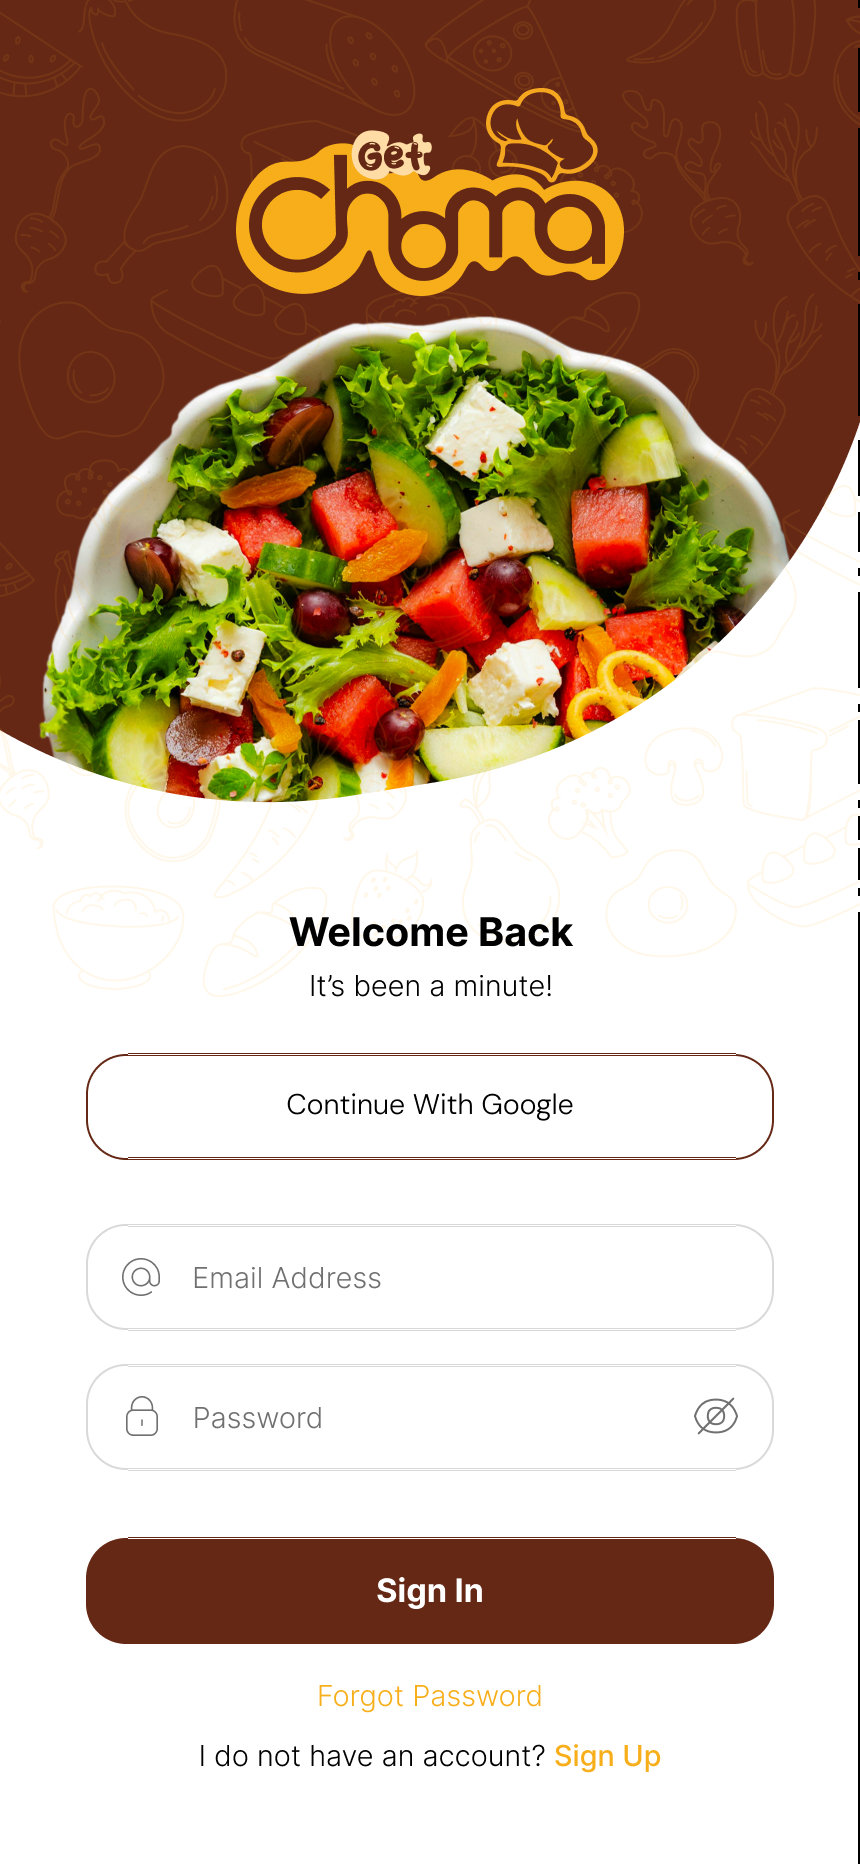 Get
Choma
Welcome Back
It’s been a minute!
Continue With Google
Email Address
Password
Sign In
Forgot Password
I do not have an account? Sign Up